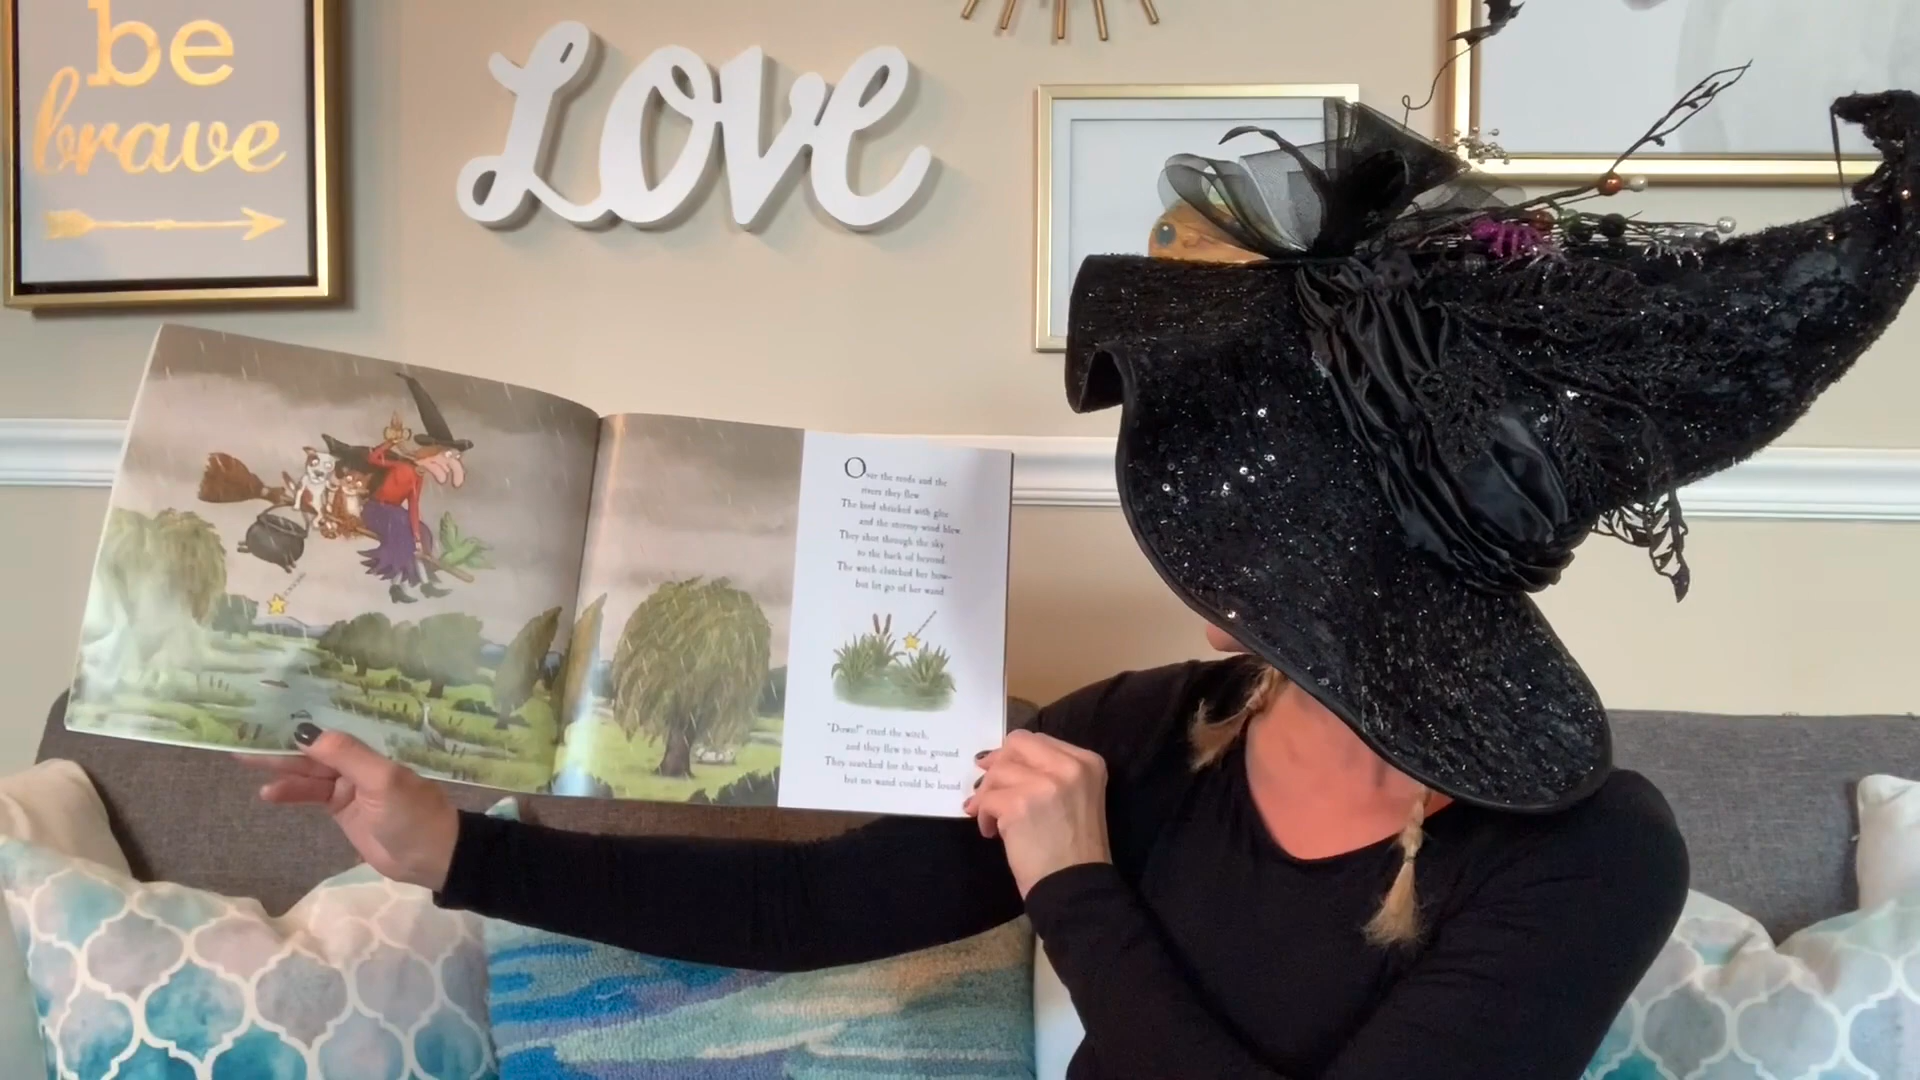 be
brave
LOVE
Over the reeds and the
rivers they flew.
The bird shrieked with glee
and the stormy wind blew.
They shot through the sky
to the back of beyond.
The witch clutched her bow—
but let go of her wand.
"Down!" cried the witch,
and they flew to the ground.
They searched for the wand,
but no wand could be found.